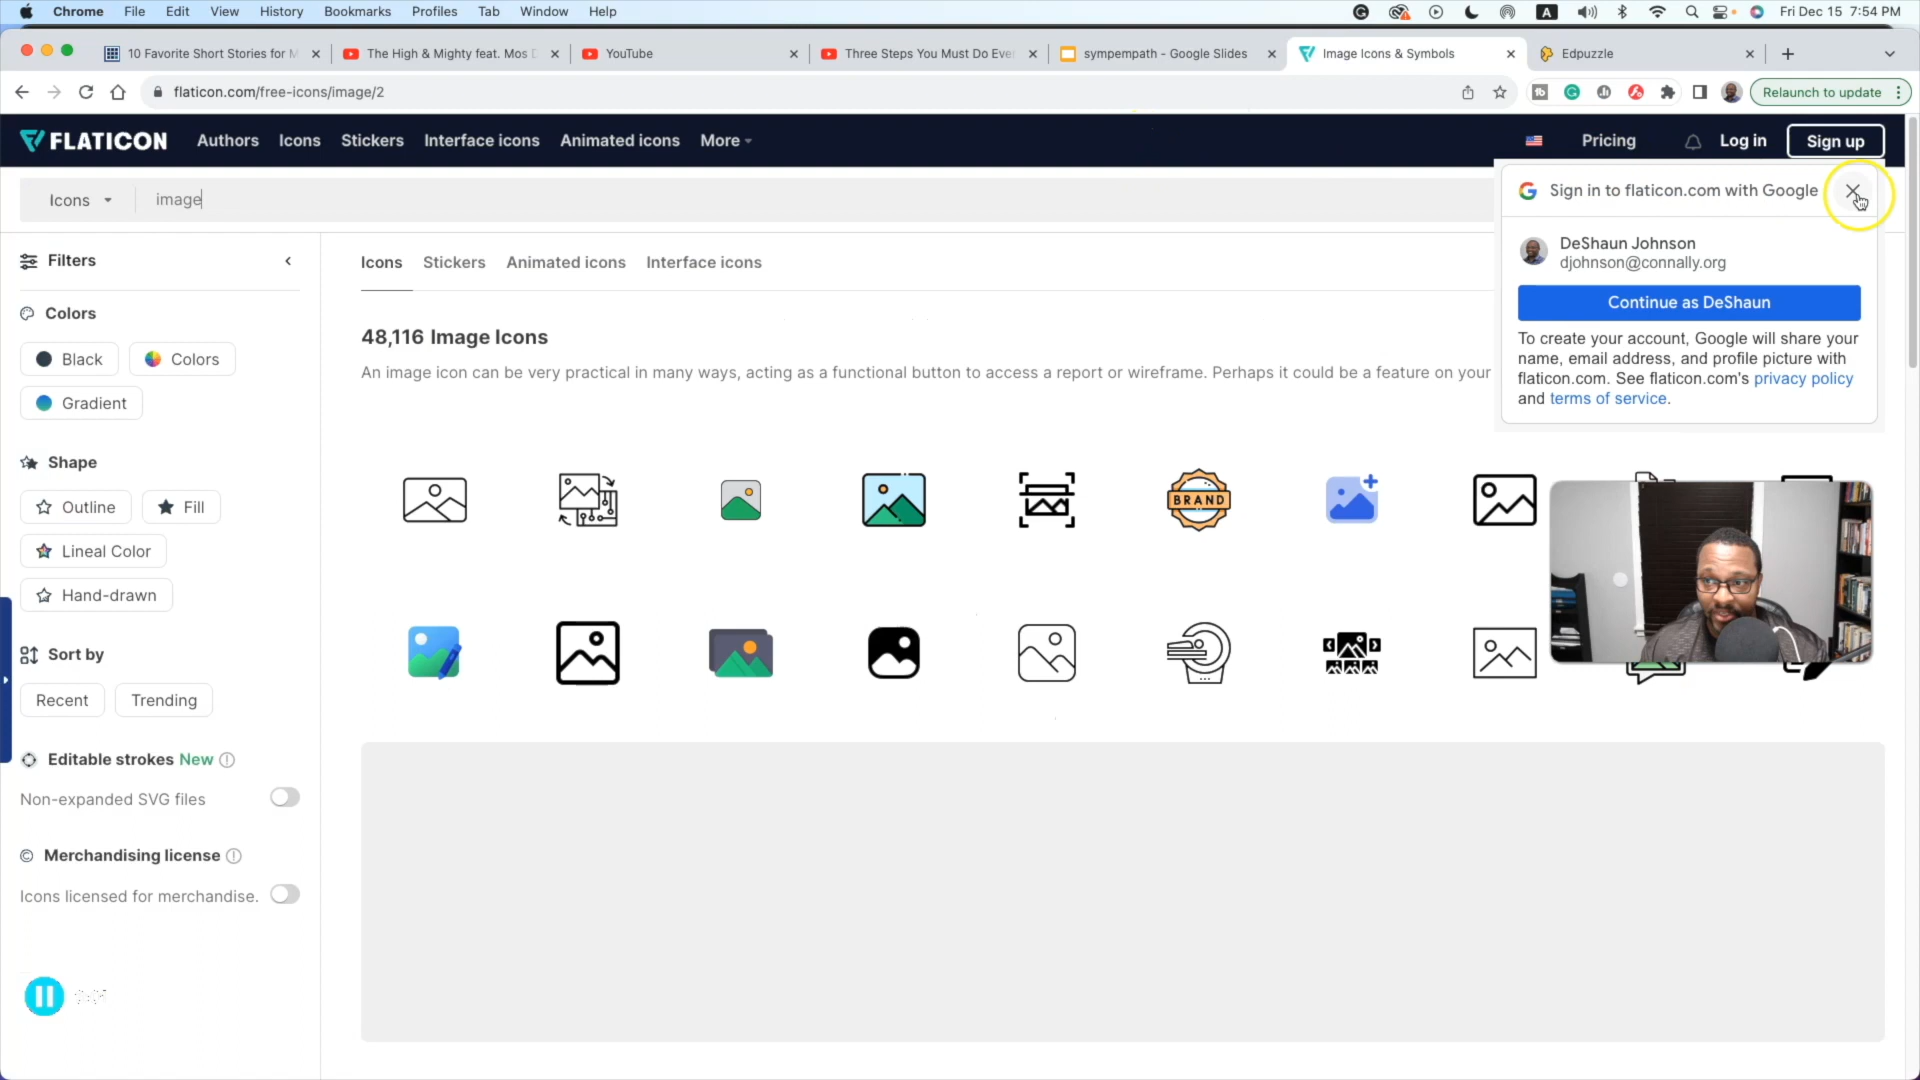 Chrome File Edit View History Bookmarks Profiles Tab Window Help
A Fri Dec 15 7:54 PM
10 Favorite Short Stories for M
The High & Mighty feat. Mos D
YouTube
Three Steps You Must Do Eve
sympempath - Google Slides
Image Icons & Symbols
Edpuzzle
flaticon.com/free-icons/image/2
Relaunch to update
FLATICON Authors Icons Stickers Interface icons Animated icons More Pricing Log in Sign up
Icons image
Sign in to flaticon.com with Google
DeShaun Johnson
djohnson@connally.org
Continue as DeShaun
To create your account, Google will share your
name, email address, and profile picture with
flaticon.com. See flaticon.com's privacy policy
and terms of service.
Filters
Colors
Black Colors
Gradient
Shape
Outline Fill
Lineal Color
Hand-drawn
Sort by
Recent Trending
Editable strokes New
Non-expanded SVG files
Merchandising license
Icons licensed for merchandise.
Icons Stickers Animated icons Interface icons
48,116 Image Icons
An image icon can be very practical in many ways, acting as a functional button to access a report or wireframe. Perhaps it could be a feature on your
BRAND